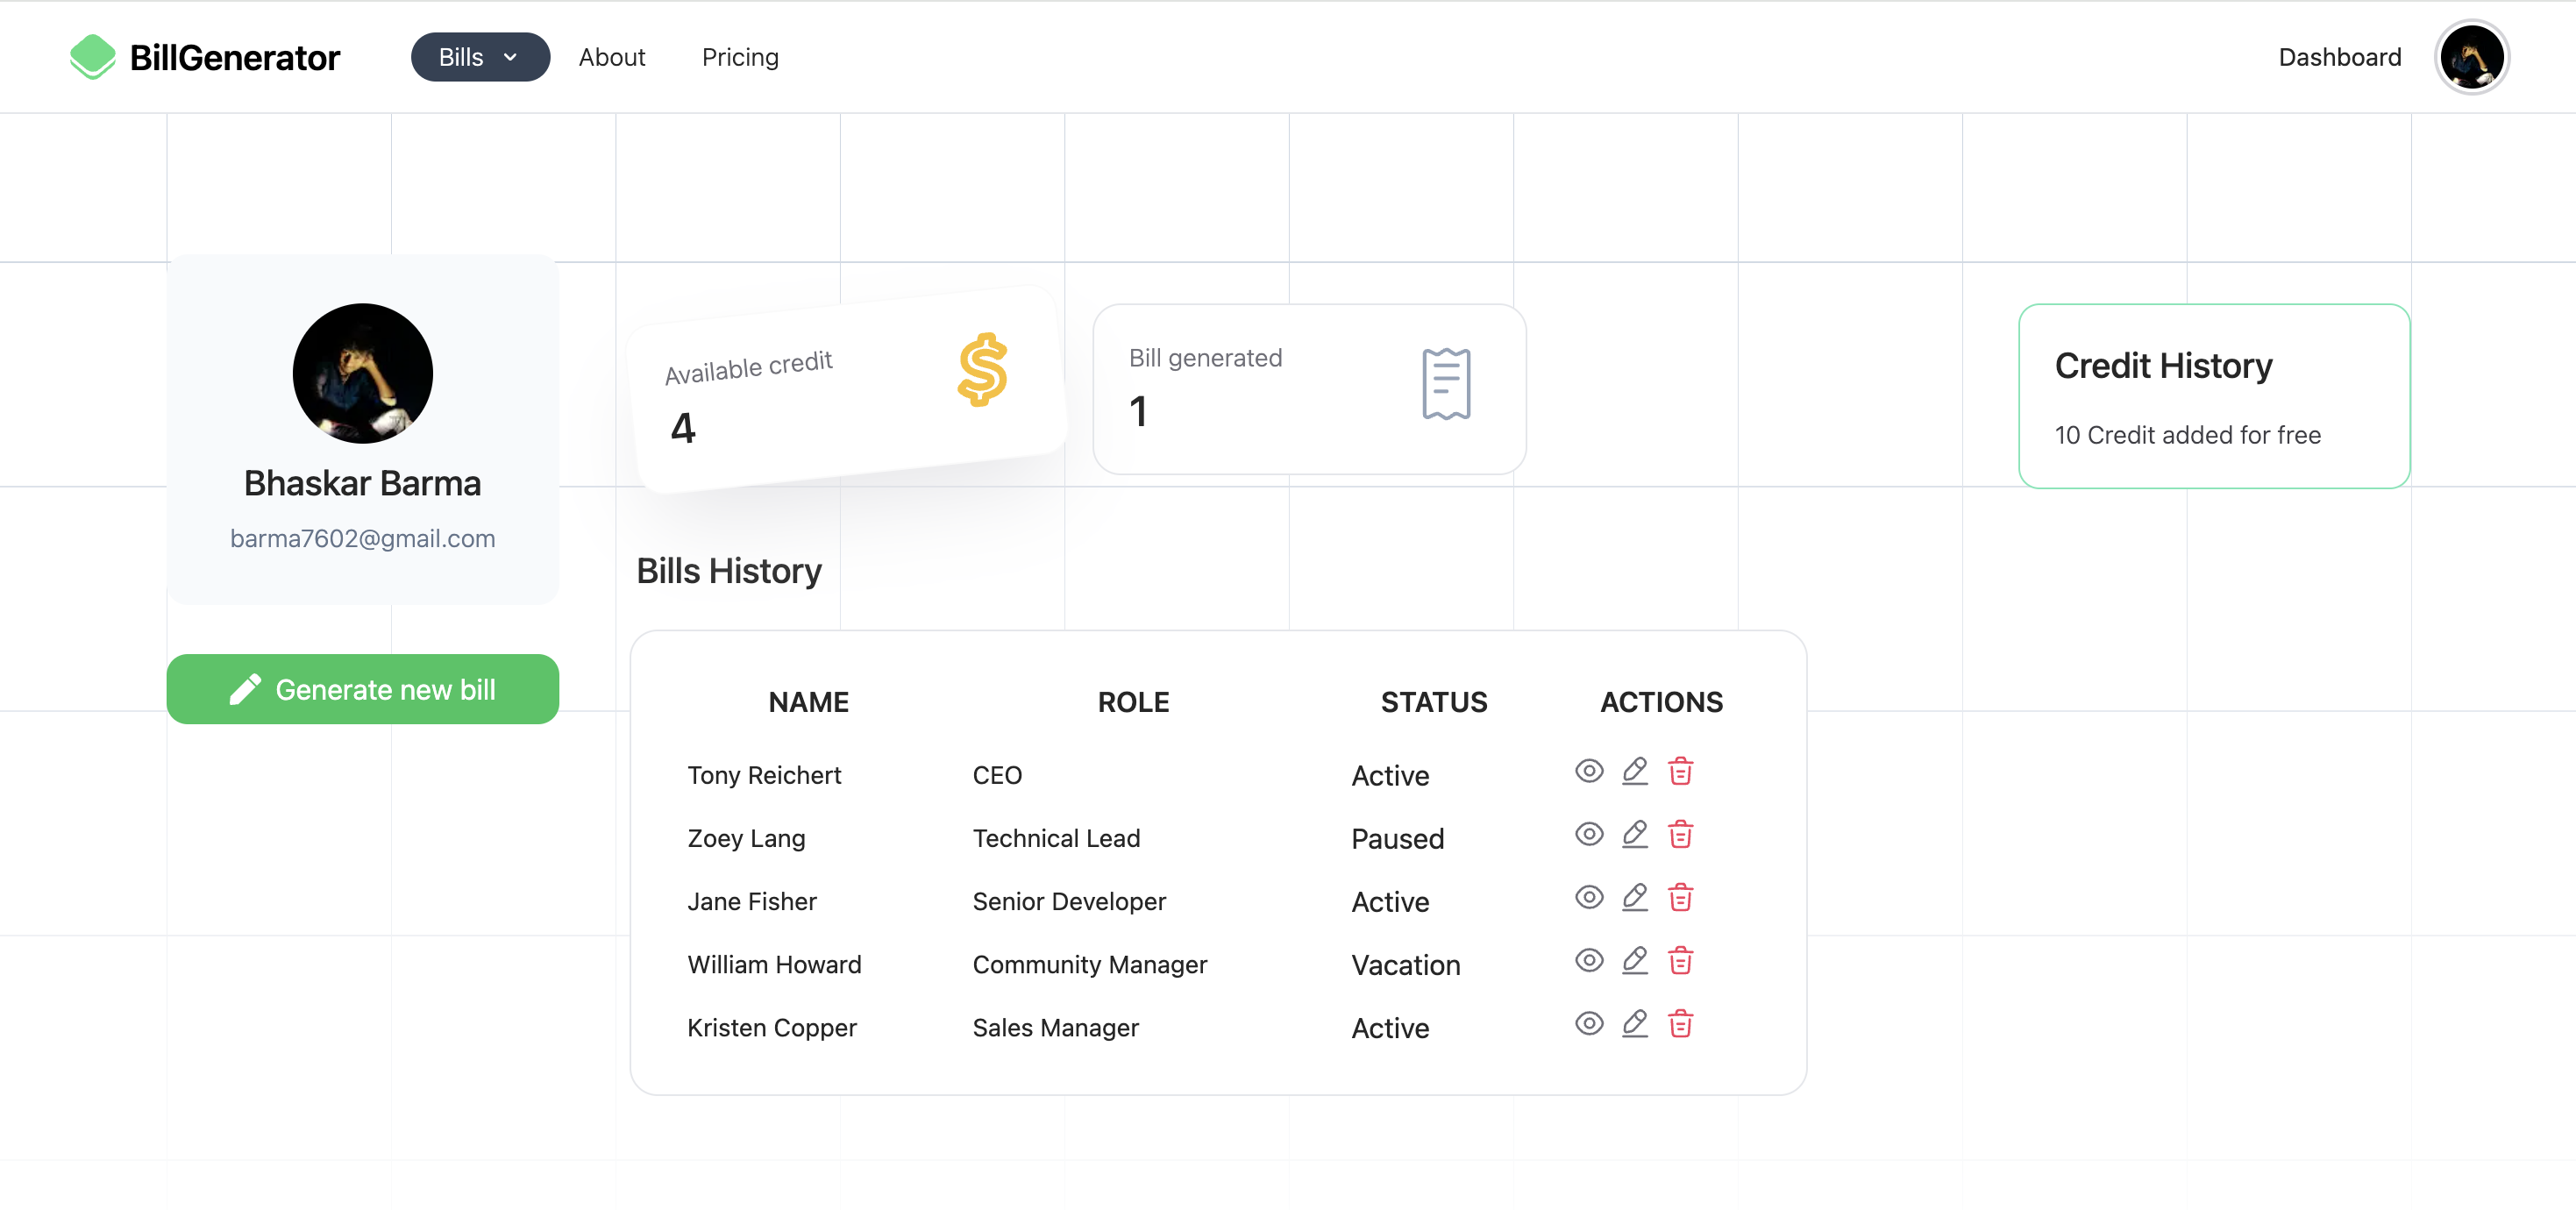 BillGenerator
Bills
About
Pricing
Dashboard
Bhaskar Barma
barma7602@gmail.com
Generate new bill
Available credit
4
Bill generated
1
Credit History
10 Credit added for free
Bills History
NAME ROLE STATUS ACTIONS
Tony Reichert CEO Active
Zoey Lang Technical Lead Paused
Jane Fisher Senior Developer Active
William Howard Community Manager Vacation
Kristen Copper Sales Manager Active